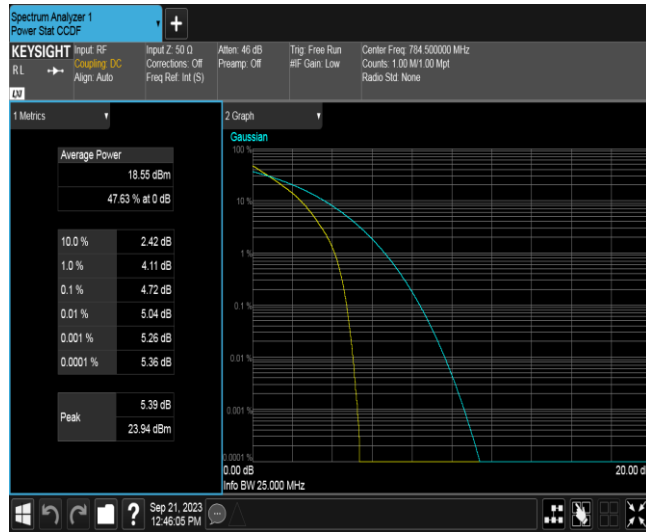 Spectrum Analyzer 1
Power Stat CCDF
+
KEYSIGHT
RL
LXI
Input: RF
Coupling: DC
Align: Auto
Input Z: 50 Ω
Corrections: Off
Freq Ref: Int (S)
Atten: 46 dB
Preamp: Off
Trig: Free Run
#IF Gain: Low
Center Freq: 784.500000 MHz
Counts: 1.00 M/1.00 Mpt
Radio Std: None
1 Metrics
Average Power
18.55 dBm
47.63 % at 0 dB
10.0 % 2.42 dB
1.0 % 4.11 dB
0.1 % 4.72 dB
0.01 % 5.04 dB
0.001 % 5.26 dB
0.0001 % 5.36 dB
Peak
5.39 dB
23.94 dBm
2 Graph
Gaussian
100 %
10 %
1 %
0.1 %
0.01 %
0.001 %
0.0001 %
0.00 dB
20.00 d
Info BW 25.000 MHz
?
Sep 21, 2023
12:46:05 PM